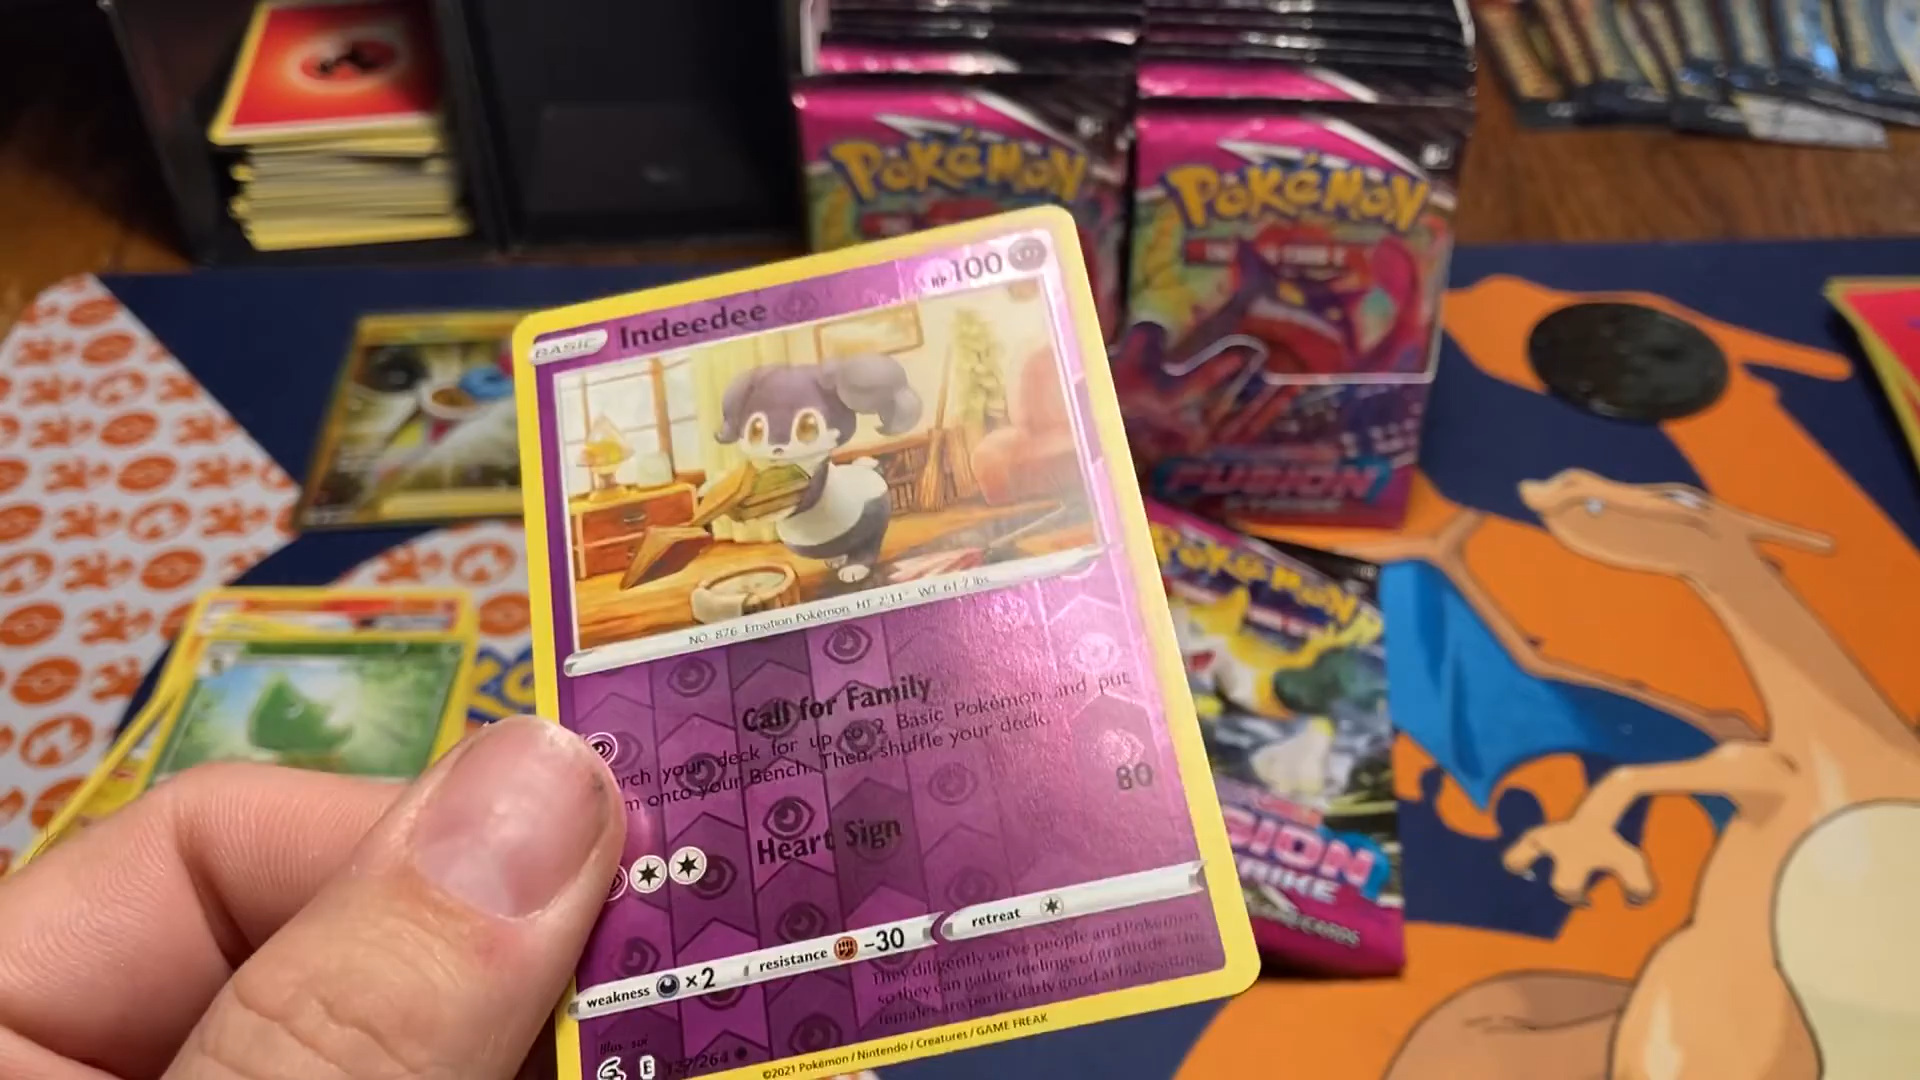 POKéMON
POKéMON
BASIC
Indeedee
HP 100
NO. 876 Emotion Pokémon HT 2'11" WT 61.7 lbs
Call for Family
rch your deck for up to 2 Basic Pokémon and put
m onto your Bench. Then, shuffle your deck.
Heart Sign
80
weakness ×2
resistance -30
retreat
They diligently serve people and Pokémon
so they can gather feelings of gratitude. The
females are particularly good at babysitting.
Illus. sui
E
/264
©2021 Pokémon / Nintendo / Creatures / GAME FREAK
FUSION
STRIKE
POKéMON
SION
RIKE
CARDS